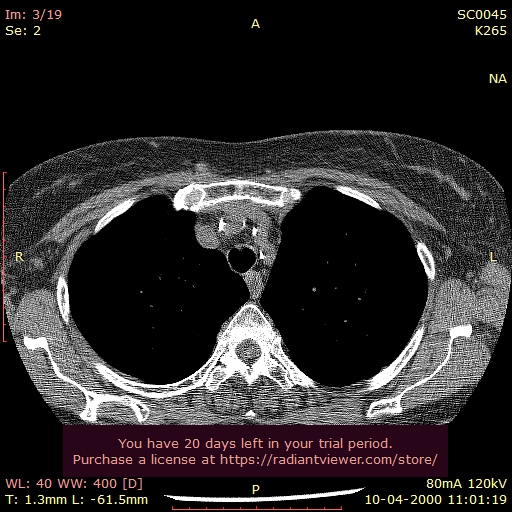 Im: 3/19
Se: 2
A
SC0045
K265
NA
R
L
You have 20 days left in your trial period.
Purchase a license at https://radiantviewer.com/store/
WL: 40 WW: 400 [D]
T: 1.3mm L: -61.5mm
P
80mA 120kV
10-04-2000 11:01:19